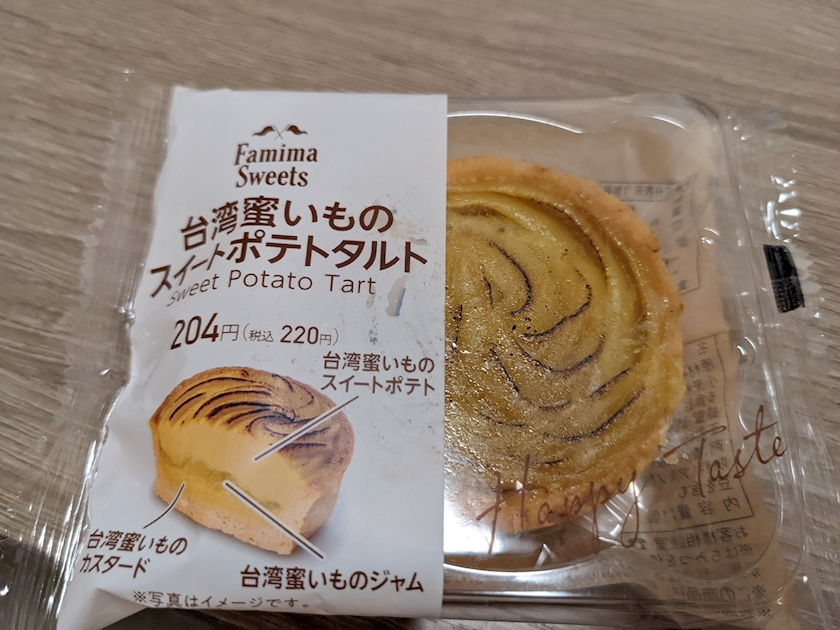 Famima
Sweets
台湾蜜いもの
スイートポテトタルト
Sweet Potato Tart
204円(税込 220円)
台湾蜜いもの
スイートポテト
台湾蜜いもの
カスタード
台湾蜜いものジャム
※写真はイメージです。
Happy Taste